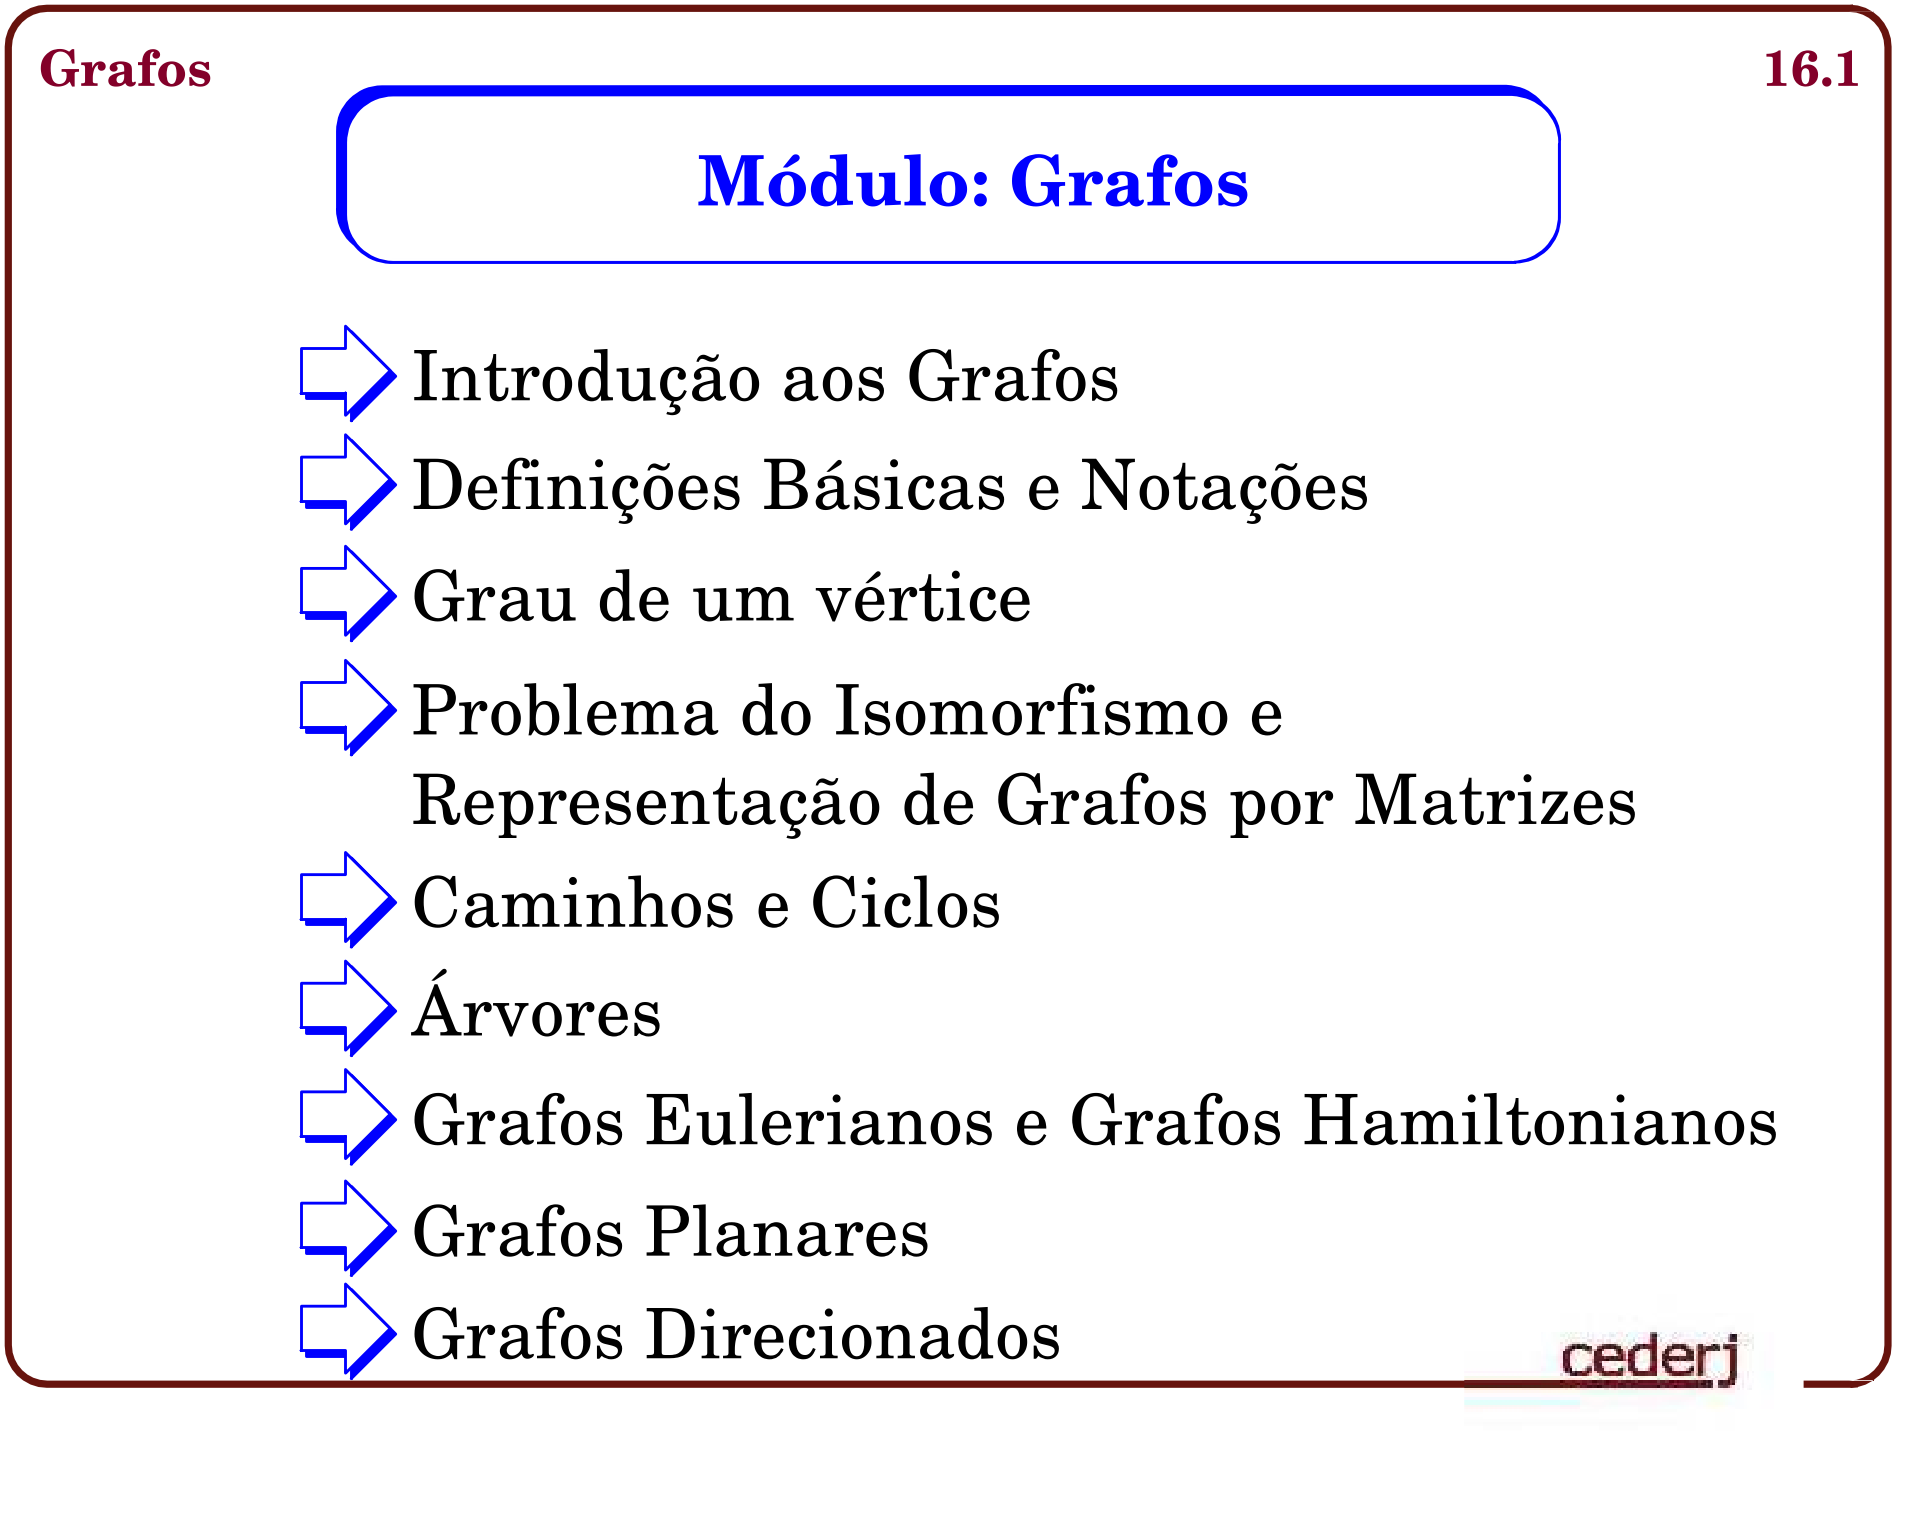 Grafos
16.1
Módulo: Grafos
Introdução aos Grafos
Definições Básicas e Notações
Grau de um vértice
Problema do Isomorfismo e
Representação de Grafos por Matrizes
Caminhos e Ciclos
Árvores
Grafos Eulerianos e Grafos Hamiltonianos
Grafos Planares
Grafos Direcionados
cederj